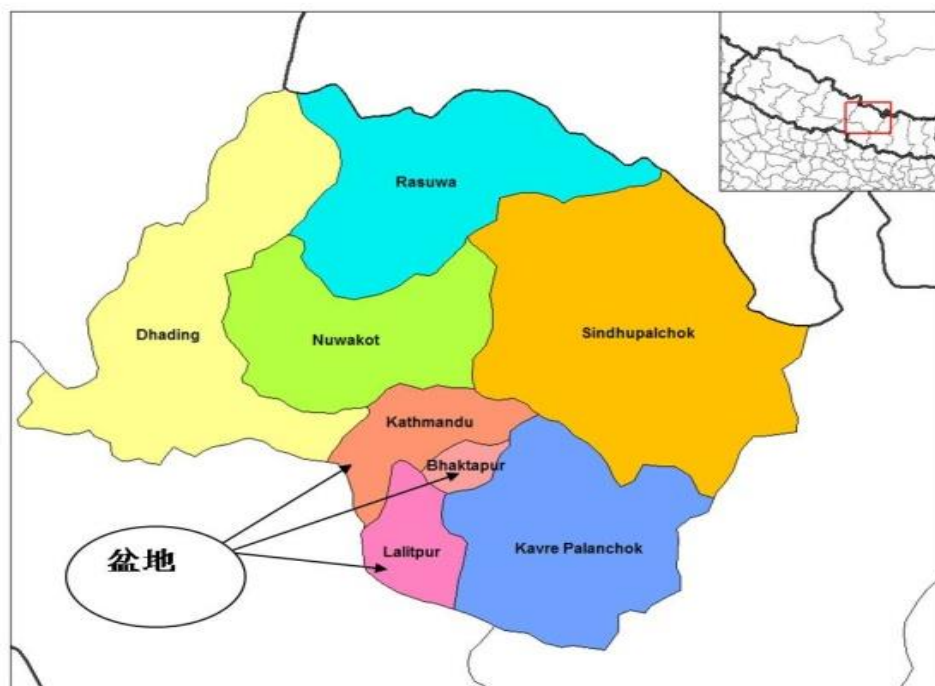 Rasuwa
Dhading
Nuwakot
Sindhupalchok
Kathmandu
Bhaktapur
盆地
Lalitpur
Kavre Palanchok